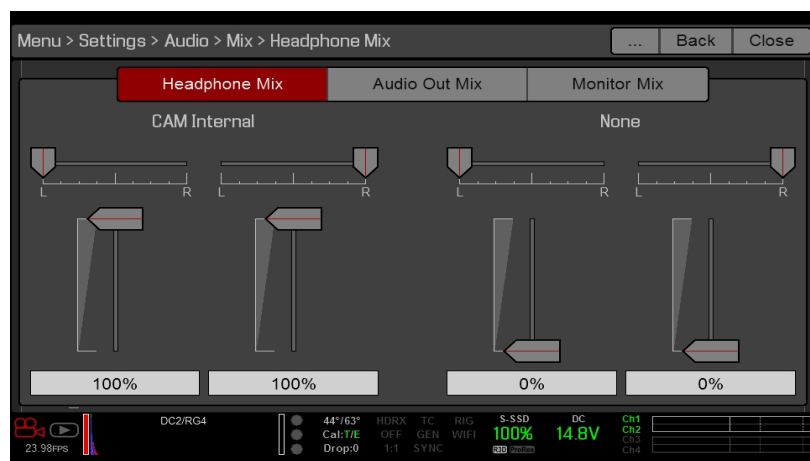 Menu > Settings > Audio > Mix > Headphone Mix ... Back Close
Headphone Mix Audio Out Mix Monitor Mix
CAM Internal None
L R L R L R L R
100% 100% 0% 0%
DC2/RG4 44°/63° HDRX TC RIG S-SSD DC Ch1
Cal:T/E OFF GEN WIFI 100% 14.8V Ch2
23.98FPS Drop:0 1:1 SYNC R3D ProRes Ch3
Ch4